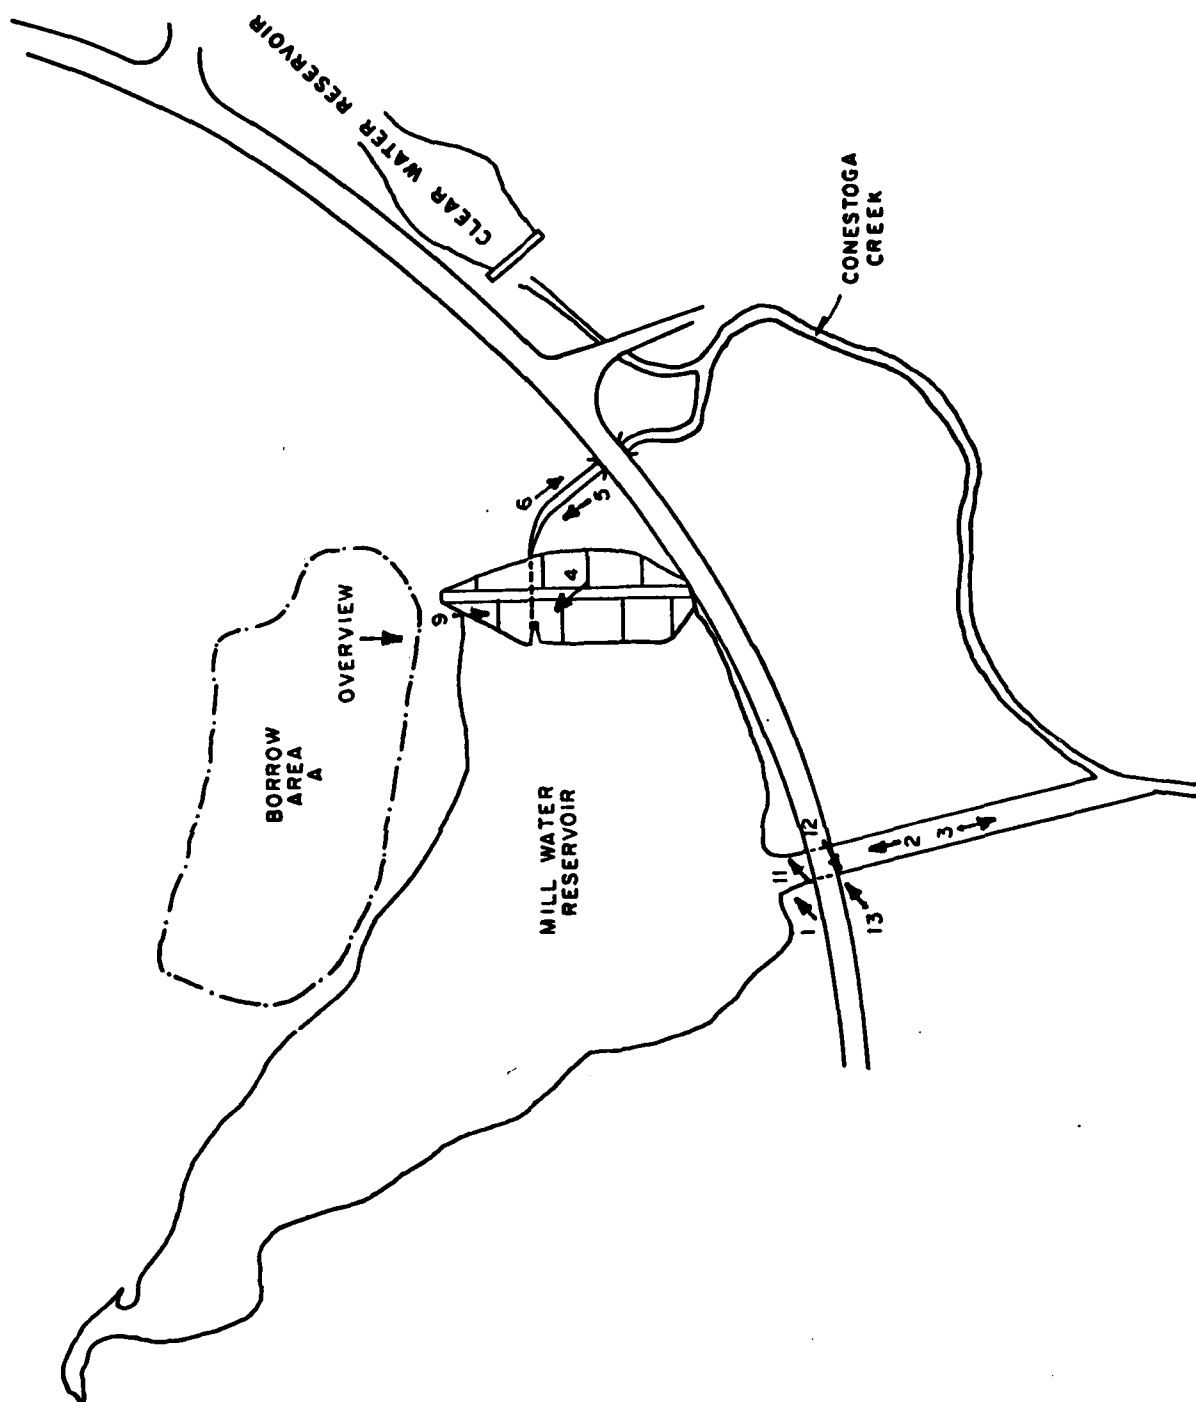 CLEAR WATER RESERVOIR
CONESTOGA
CREEK
6
5
4
9
OVERVIEW
BORROW
AREA
A
MILL WATER
RESERVOIR
12
11
2
3
1
13